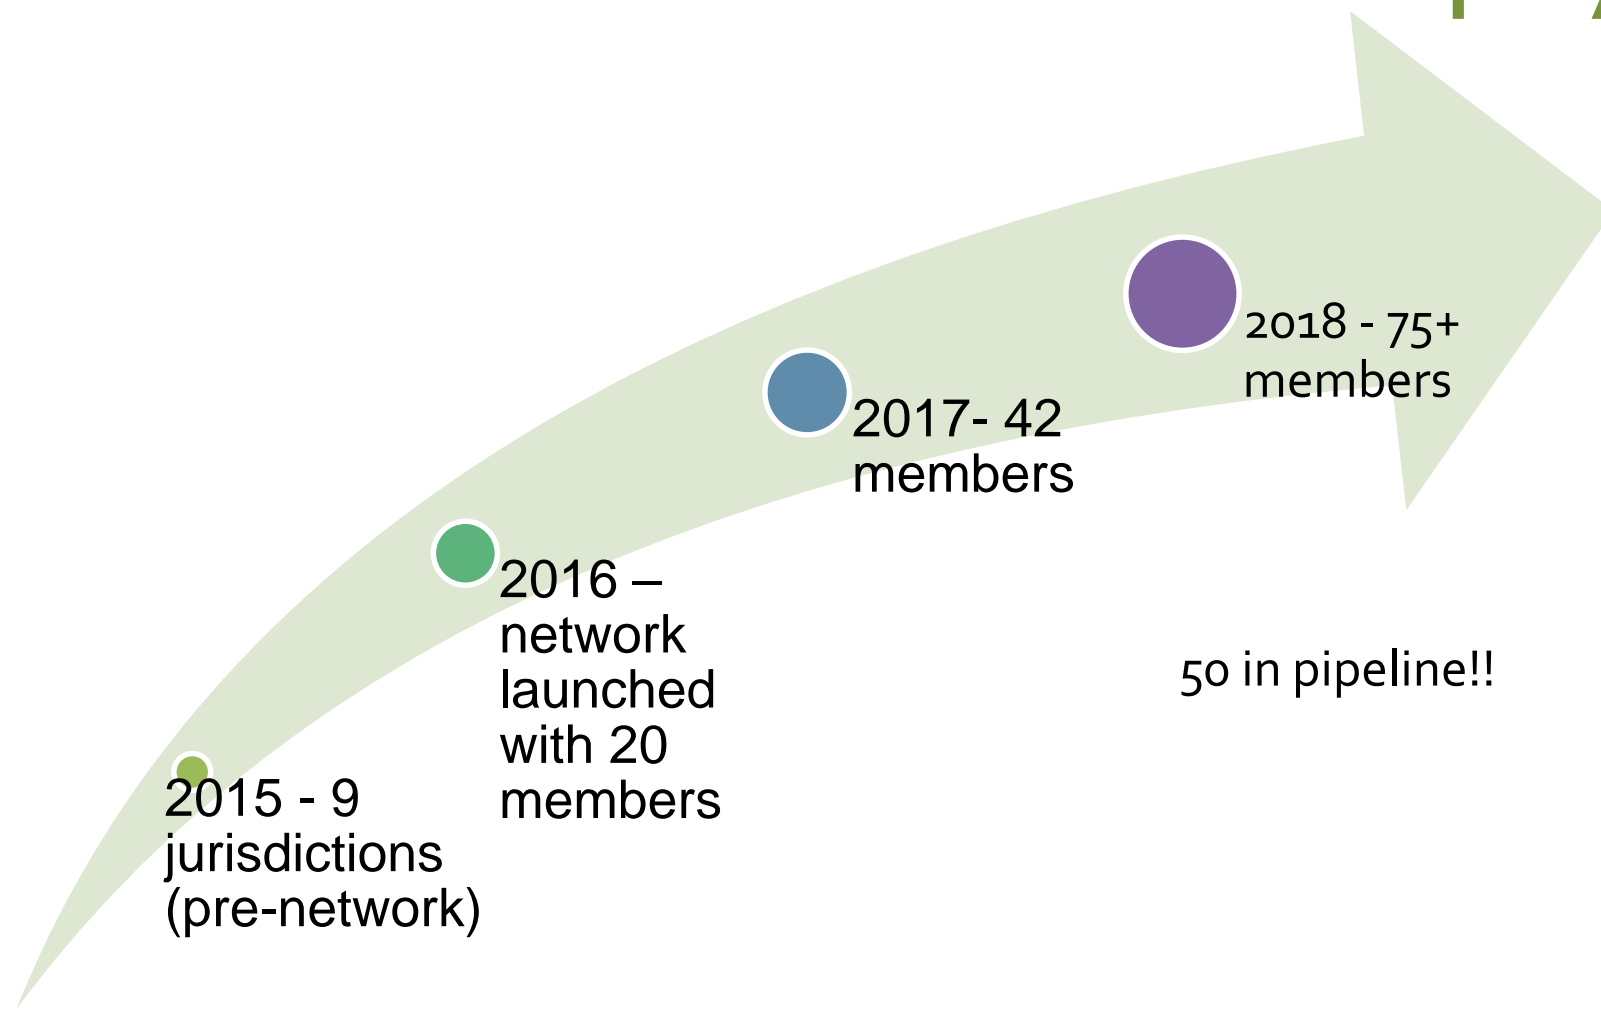 2015 - 9
jurisdictions
(pre-network)
2016 –
network
launched
with 20
members
2017- 42
members
2018 - 75+
members
50 in pipeline!!